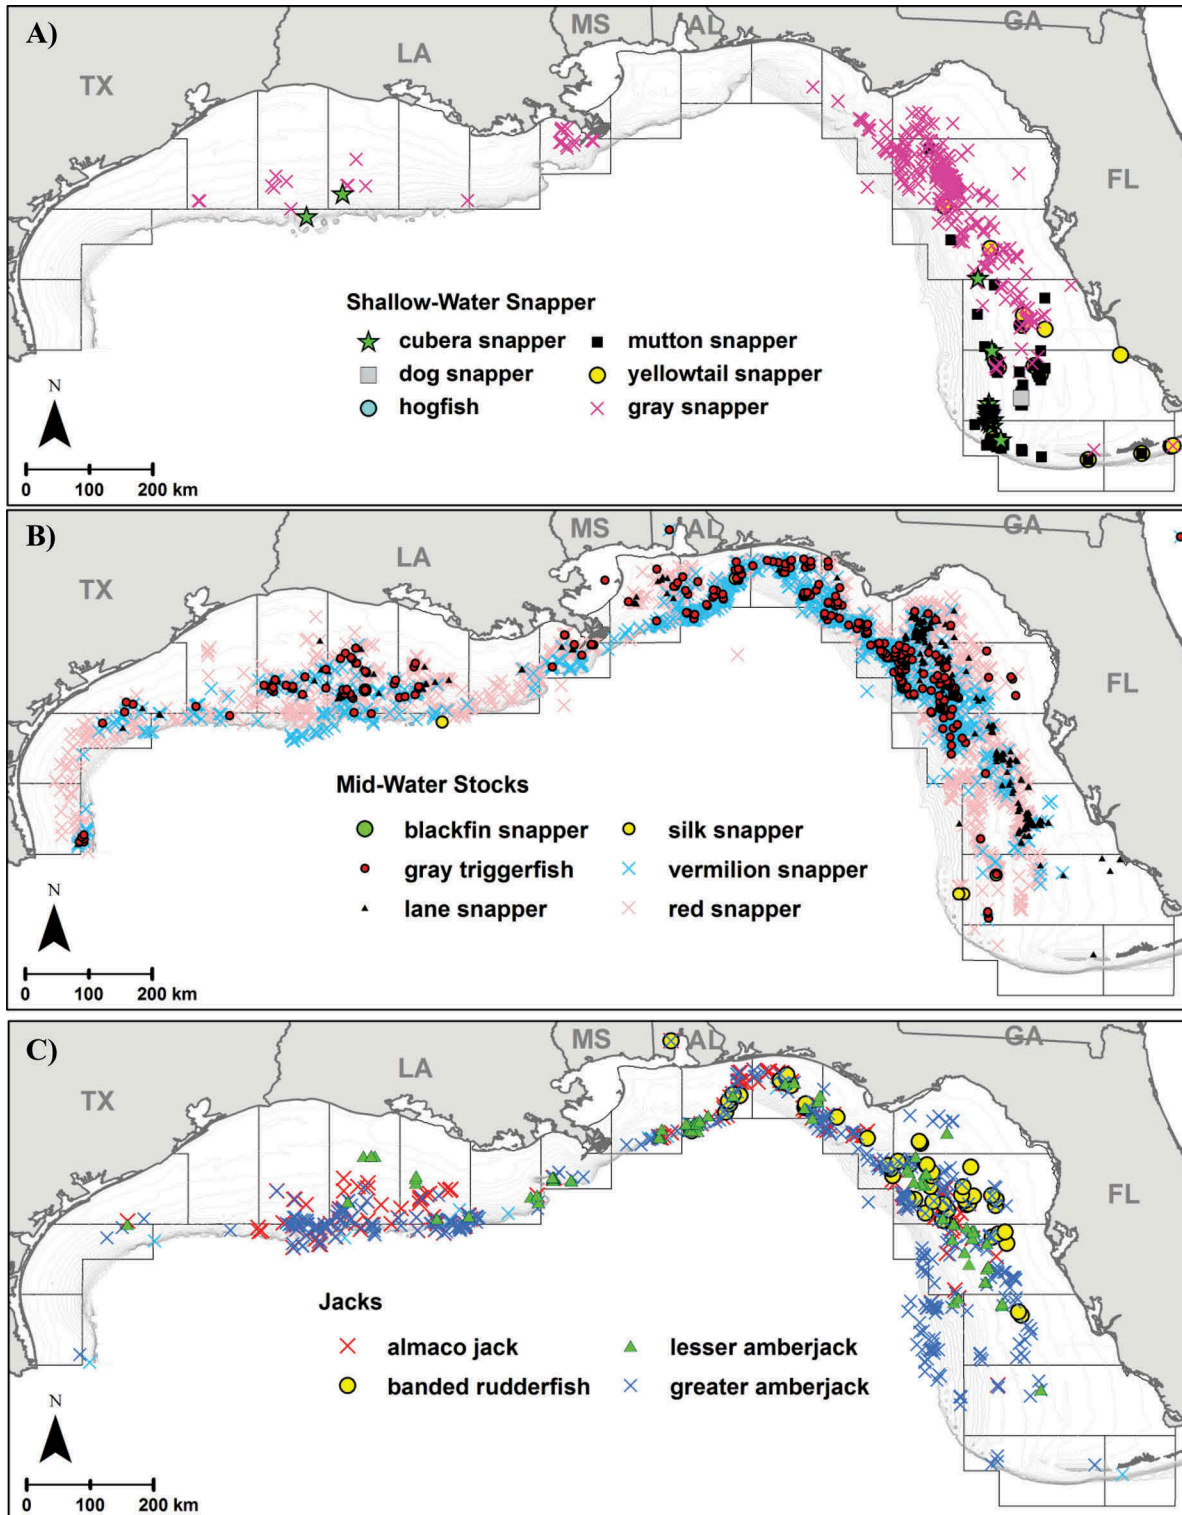 A)
MS
AL
GA
LA
TX
FL
Shallow-Water Snapper
cubera snapper
mutton snapper
dog snapper
yellowtail snapper
hogfish
gray snapper
N
0 100 200 km
B)
MS
AL
GA
LA
TX
FL
Mid-Water Stocks
blackfin snapper
silk snapper
gray triggerfish
vermilion snapper
lane snapper
red snapper
N
0 100 200 km
C)
MS
AL
GA
LA
TX
FL
Jacks
almaco jack
lesser amberjack
banded rudderfish
greater amberjack
N
0 100 200 km